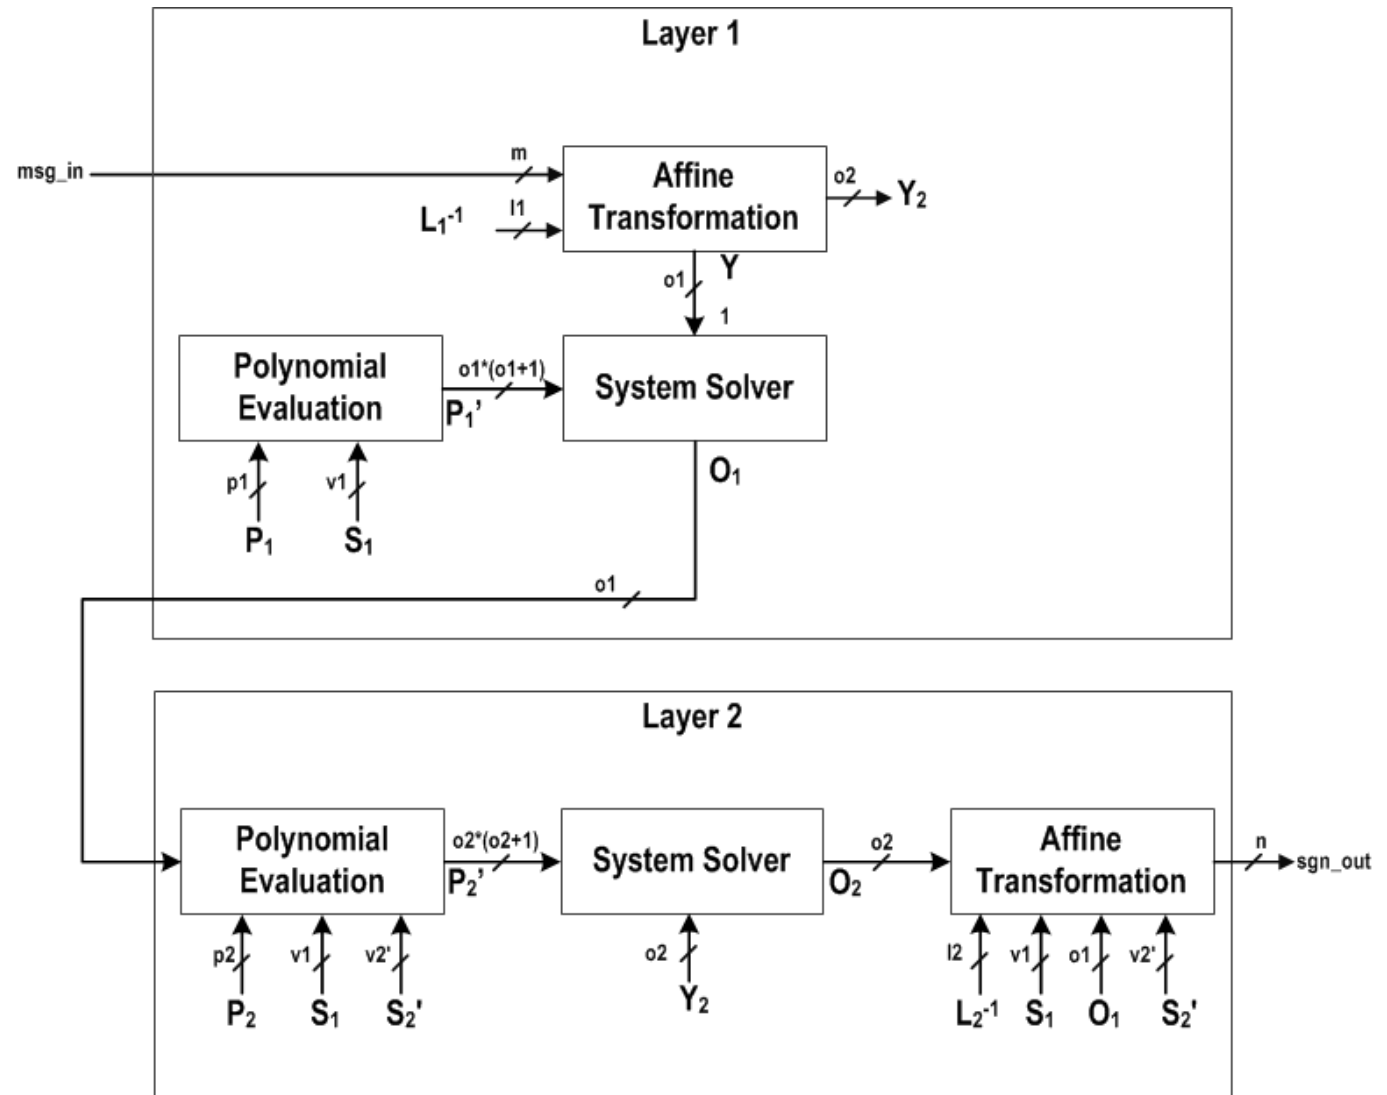 Layer 1
msg_in
m
Affine
Transformation
o2
Y₂
L₁⁻¹
l1
o1
Y
1
Polynomial
Evaluation
o1*(o1+1)
P₁’
System Solver
p1
v1
P₁
S₁
O₁
o1
Layer 2
Polynomial
Evaluation
o2*(o2+1)
P₂’
System Solver
o2
O₂
Affine
Transformation
n
sgn_out
p2
v1
v2'
P₂
S₁
S₂'
o2
Y₂
l2
v1
o1
v2'
L₂⁻¹
S₁
O₁
S₂'